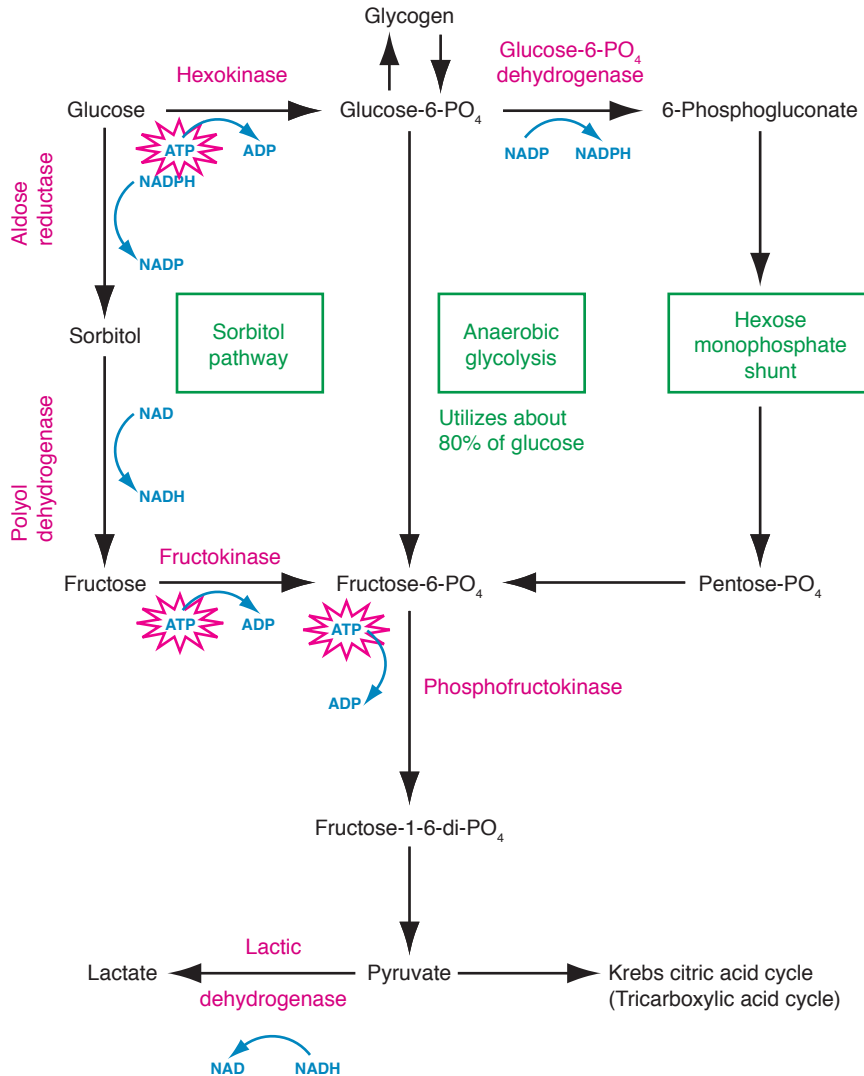 Glycogen
Hexokinase
Glucose-6-PO₄
dehydrogenase
Glucose
Glucose-6-PO₄
6-Phosphogluconate
ATP
ADP
NADP
NADPH
Aldose
reductase
NADPH
NADP
Sorbitol
Sorbitol
pathway
Anaerobic
glycolysis
Hexose
monophosphate
shunt
Utilizes about
80% of glucose
Polyol
dehydrogenase
NAD
NADH
Fructokinase
Fructose
Fructose-6-PO₄
Pentose-PO₄
ATP
ADP
ATP
ADP
Phosphofructokinase
Fructose-1-6-di-PO₄
Lactic
dehydrogenase
Lactate
Pyruvate
Krebs citric acid cycle
(Tricarboxylic acid cycle)
NAD
NADH